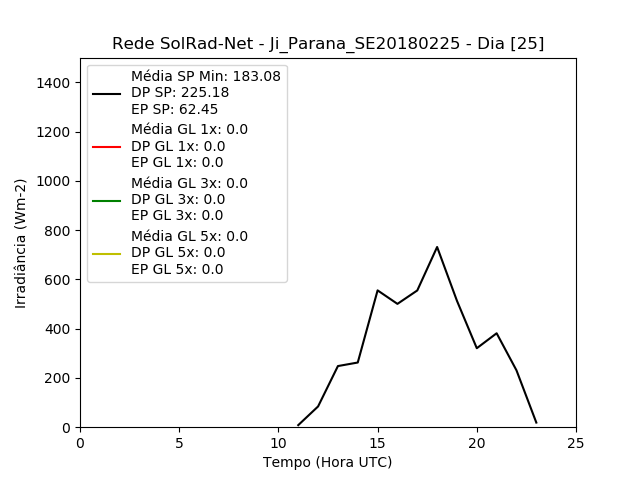 Rede SolRad-Net - Ji_Parana_SE20180225 - Dia [25]
Média SP Min: 183.08
DP SP: 225.18
EP SP: 62.45
Média GL 1x: 0.0
DP GL 1x: 0.0
EP GL 1x: 0.0
Média GL 3x: 0.0
DP GL 3x: 0.0
EP GL 3x: 0.0
Média GL 5x: 0.0
DP GL 5x: 0.0
EP GL 5x: 0.0
Irradiância (Wm-2)
1400
1200
1000
800
600
400
200
0
0 5 10 15 20 25
Tempo (Hora UTC)